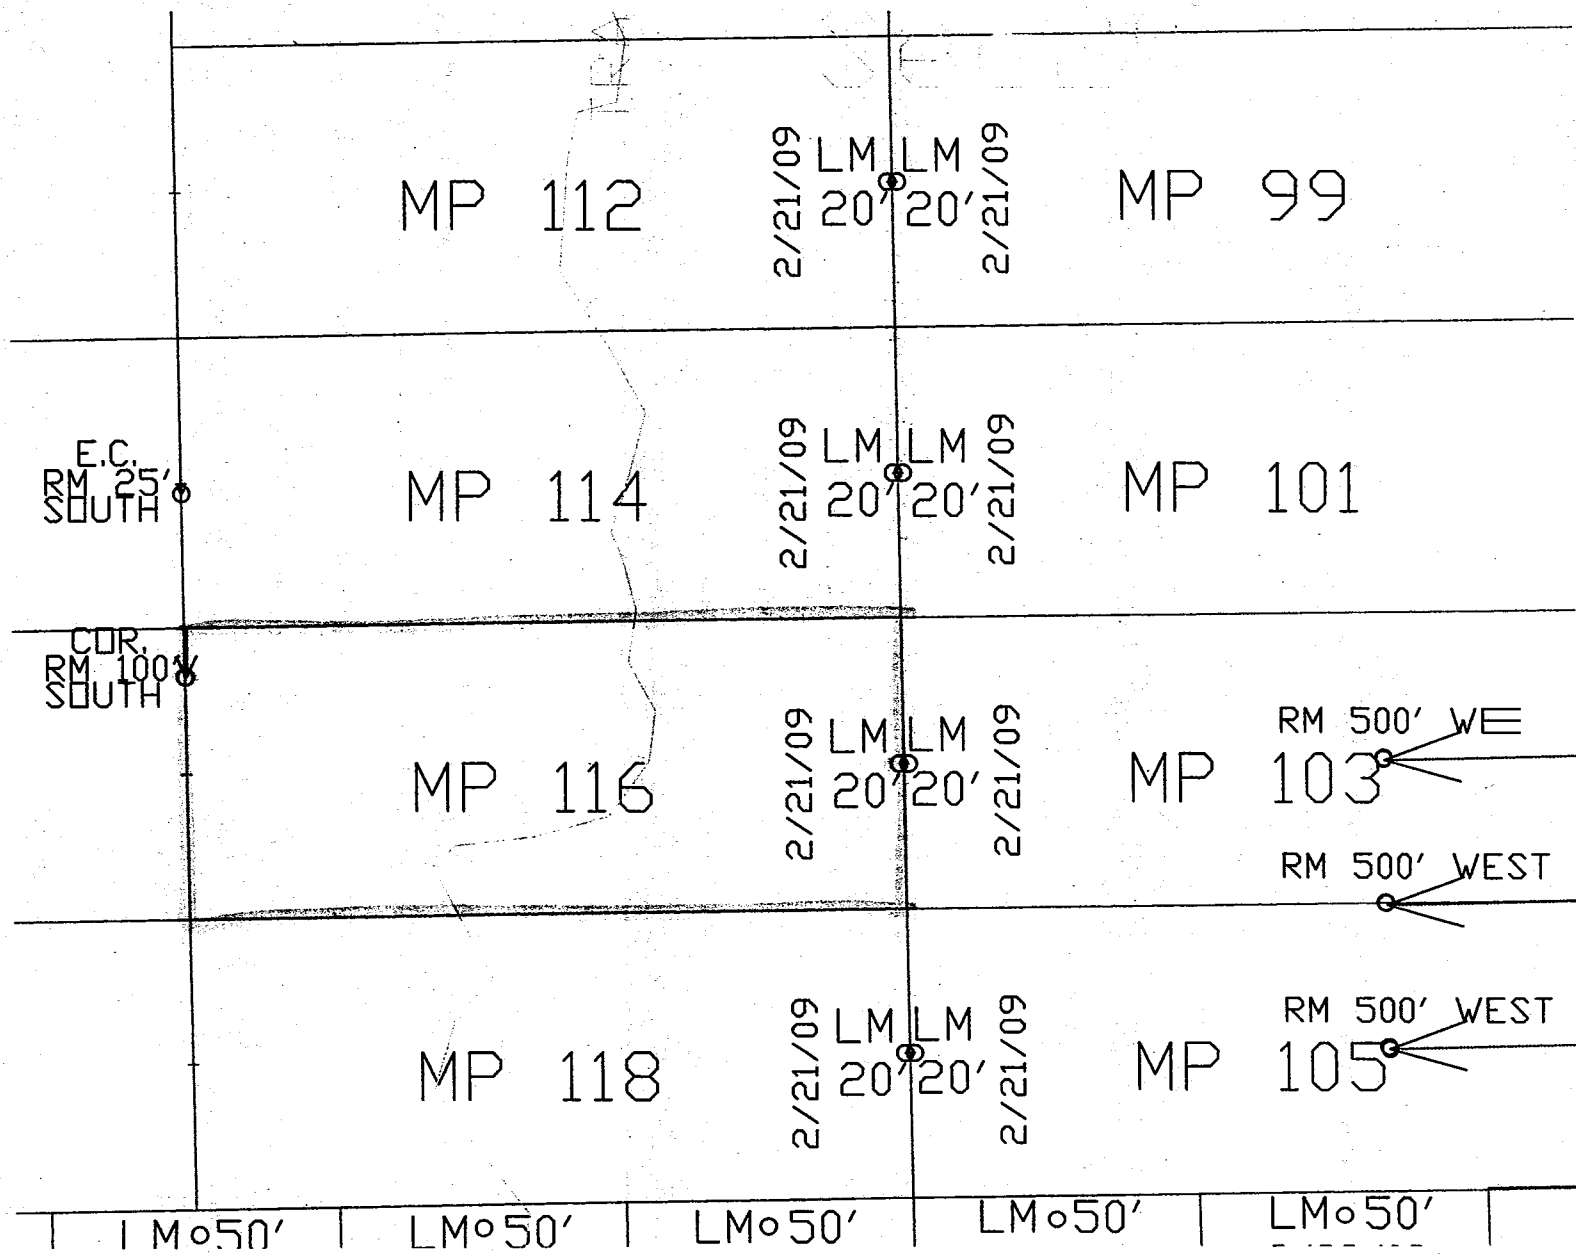 MP 112
2/21/09
LM LM
20' 20'
2/21/09
MP 99
E.C.
RM 25'
SOUTH
MP 114
2/21/09
LM LM
20' 20'
2/21/09
MP 101
COR.
RM 100'
SOUTH
MP 116
2/21/09
LM LM
20' 20'
2/21/09
MP 103
RM 500'
RM 500' WEST
MP 118
2/21/09
LM LM
20' 20'
2/21/09
MP 105
RM 500' WEST
LM 50' LM 50' LM 50' LM 50' LM 50'